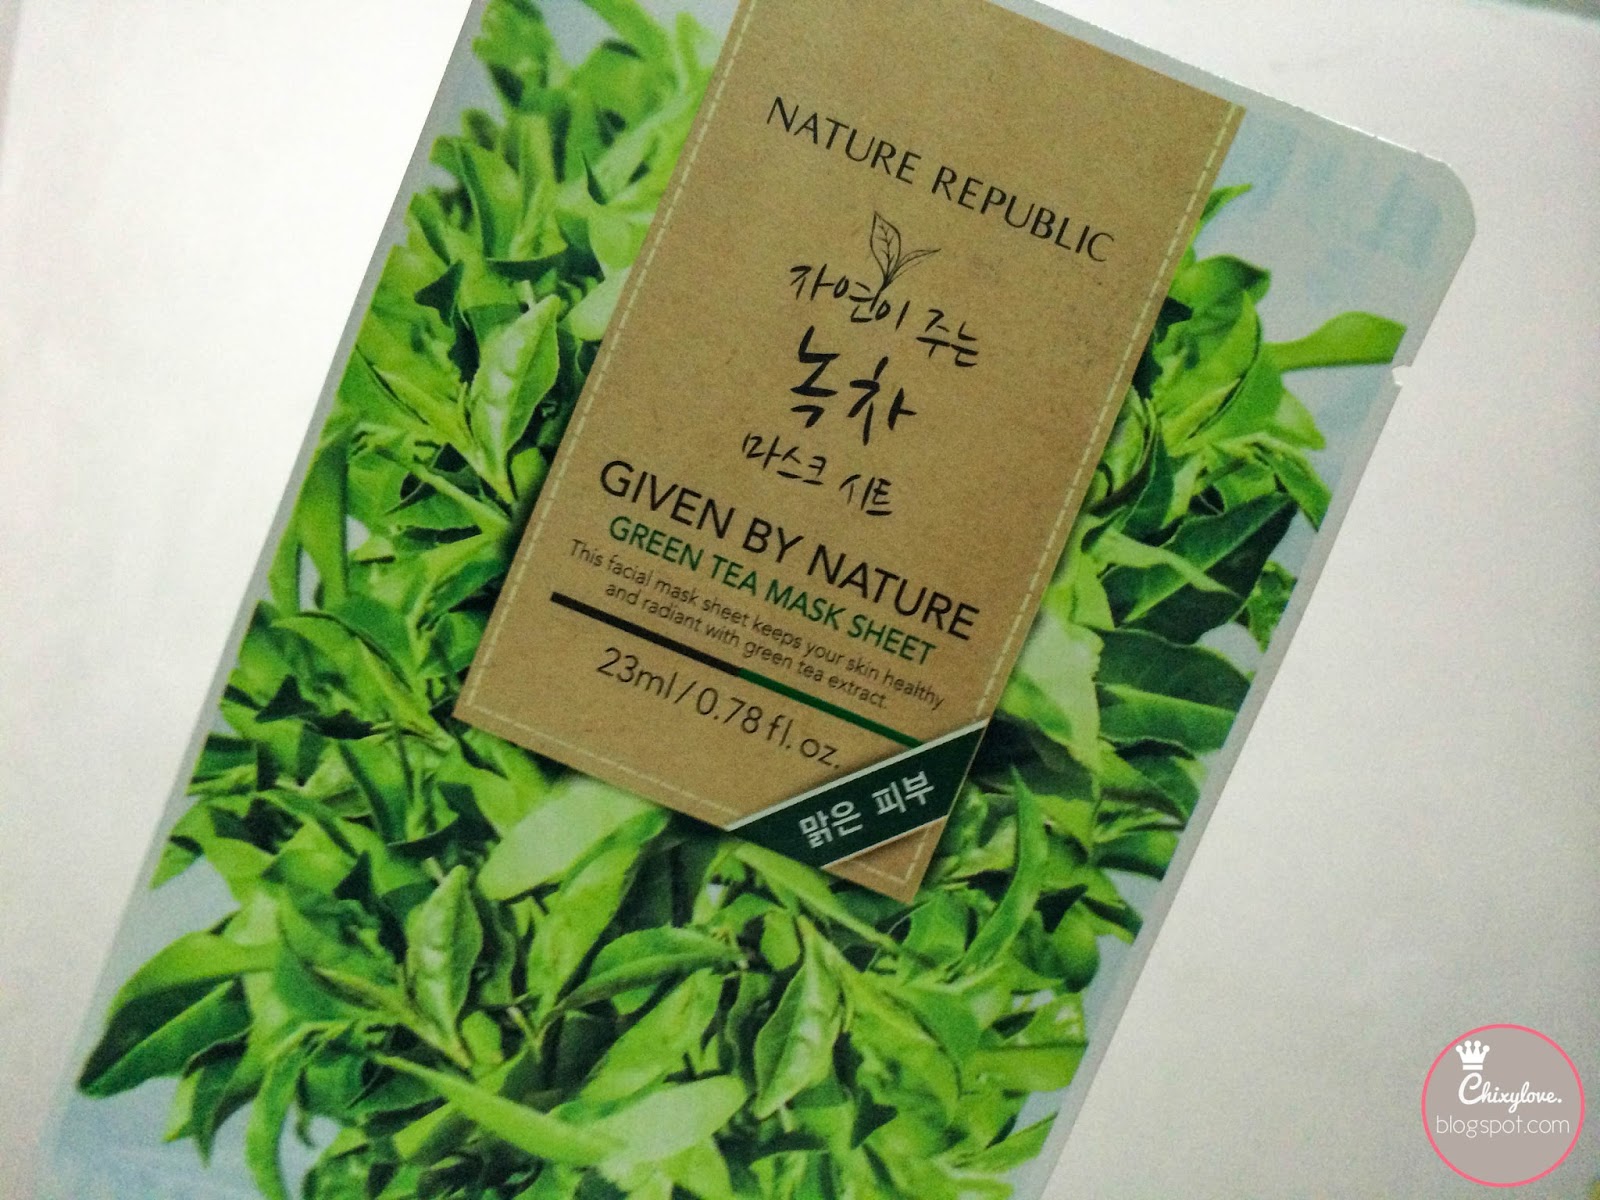 NATURE REPUBLIC
자연이 주는
녹차
마스크 시트
GIVEN BY NATURE
GREEN TEA MASK SHEET
This facial mask sheet keeps your skin healthy
and radiant with green tea extract.
23ml / 0.78 fl. oz.
맑은 피부
Chixylove.
blogspot.com